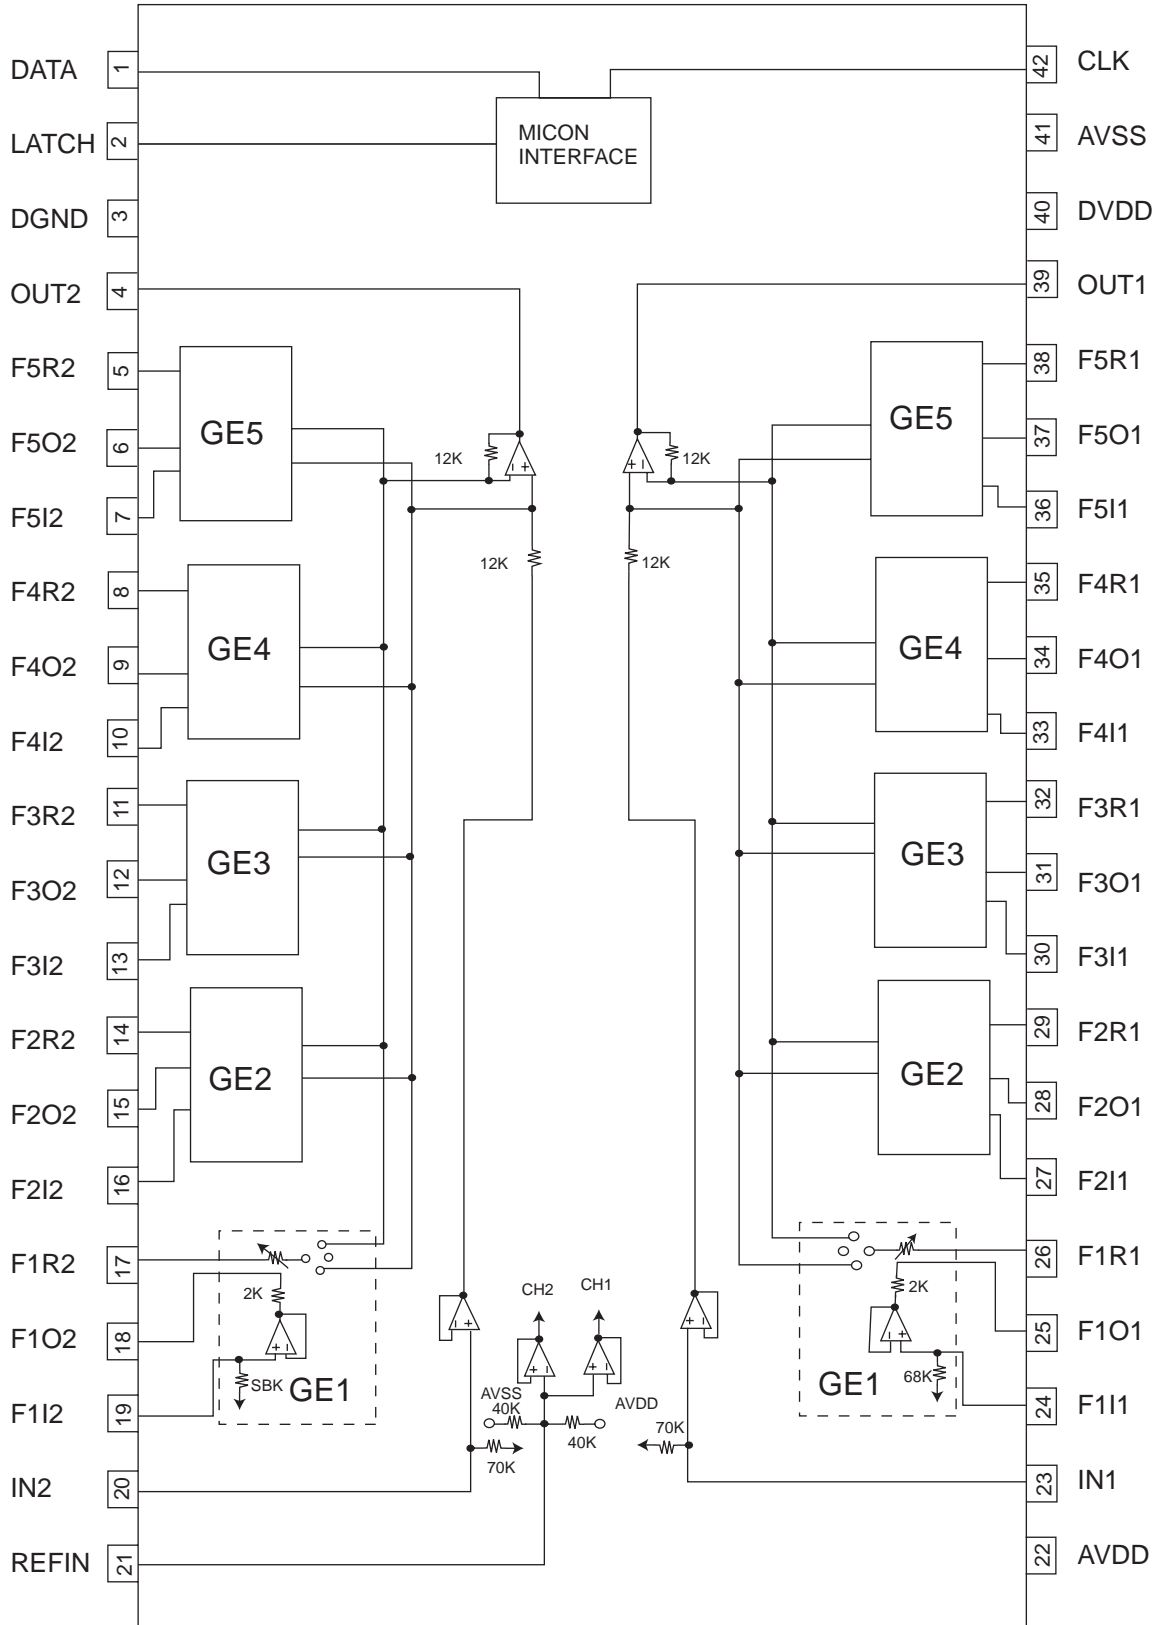 DATA 1 42 CLK
LATCH 2 MICON INTERFACE 41 AVSS
DGND 3 40 DVDD
OUT2 4 39 OUT1
F5R2 5 GE5 GE5 38 F5R1
F5O2 6 12K 12K 37 F5O1
F5I2 7 36 F5I1
12K 12K
F4R2 8 35 F4R1
F4O2 9 GE4 GE4 34 F4O1
F4I2 10 33 F4I1
F3R2 11 32 F3R1
F3O2 12 GE3 GE3 31 F3O1
F3I2 13 30 F3I1
F2R2 14 29 F2R1
F2O2 15 GE2 GE2 28 F2O1
F2I2 16 27 F2I1
F1R2 17 26 F1R1
2K CH2 CH1 2K
F1O2 18 25 F1O1
SBK GE1 AVSS AVDD GE1 68K
F1I2 19 40K 40K 24 F1I1
70K 70K
IN2 20 23 IN1
REFIN 21 22 AVDD
- + + -
- + + - + - - +
- + + -